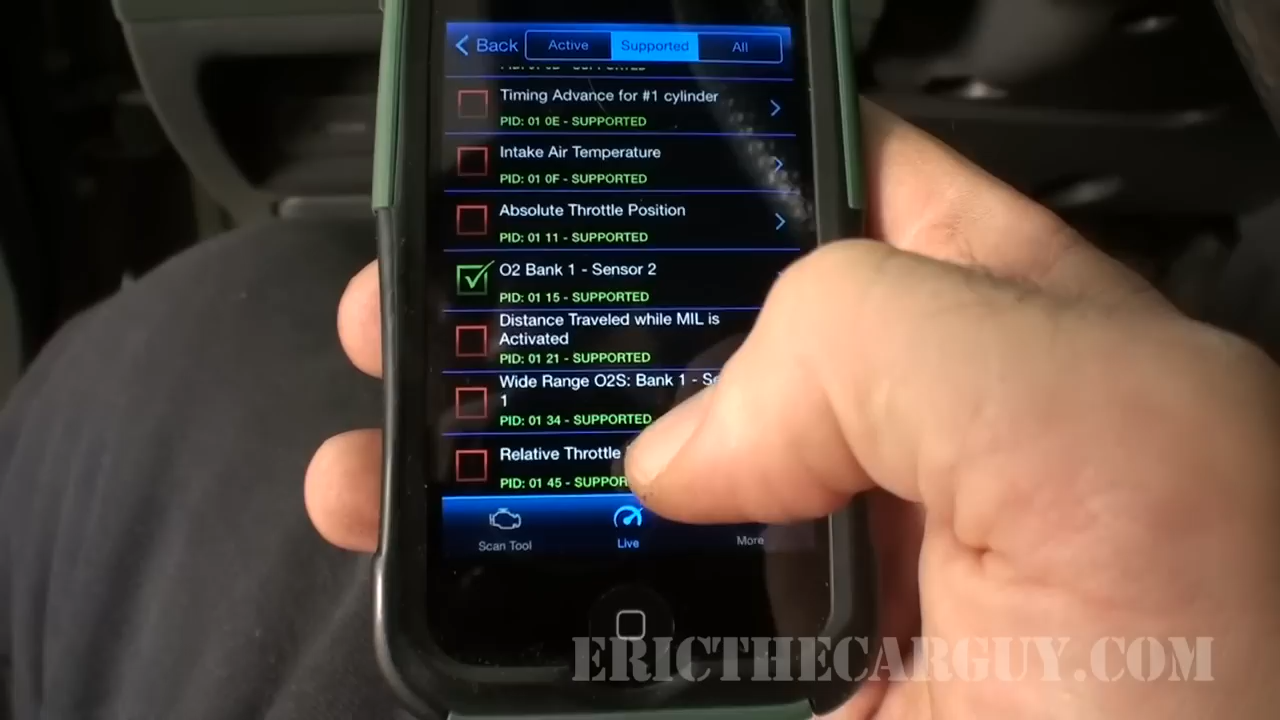 Back Active Supported All
Timing Advance for #1 cylinder
PID: 01 0E - SUPPORTED
Intake Air Temperature
PID: 01 0F - SUPPORTED
Absolute Throttle Position
PID: 01 11 - SUPPORTED
O2 Bank 1 - Sensor 2
PID: 01 15 - SUPPORTED
Distance Traveled while MIL is
Activated
PID: 01 21 - SUPPORTED
Wide Range O2S: Bank 1 - Se
1
PID: 01 34 - SUPPORTED
Relative Throttle
PID: 01 45 - SUPPOR
Scan Tool Live More
ERICTHECARGUY.COM